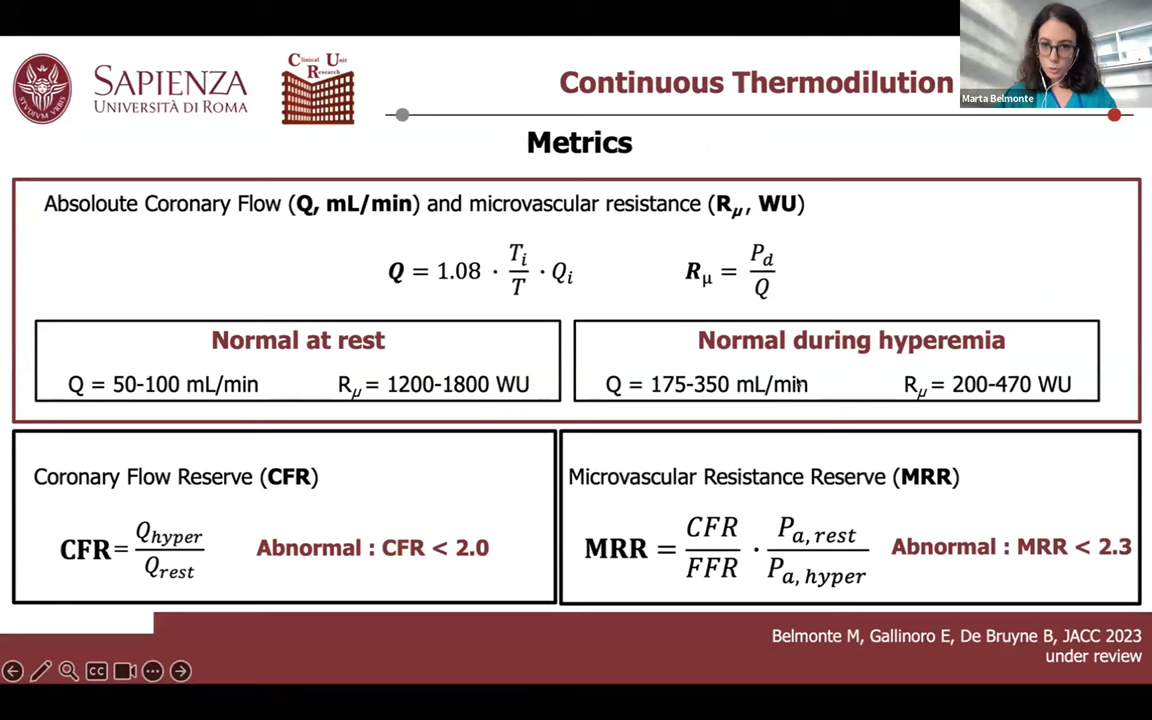 SAPIENZA
UNIVERSITÀ DI ROMA
Clinical Unit
Research
Continuous Thermodilution
Marta Belmonte
Metrics
Absoloute Coronary Flow (Q, mL/min) and microvascular resistance (Rμ, WU)
Q = 1.08 · Ti/T · Qi
Rμ = Pd/Q
Normal at rest
Q = 50-100 mL/min Rμ = 1200-1800 WU
Normal during hyperemia
Q = 175-350 mL/min Rμ = 200-470 WU
Coronary Flow Reserve (CFR)
CFR= Qhyper/Qrest Abnormal : CFR < 2.0
Microvascular Resistance Reserve (MRR)
MRR = CFR/FFR · Pa, rest/Pa, hyper Abnormal : MRR < 2.3
Belmonte M, Gallinoro E, De Bruyne B, JACC 2023
under review
CC